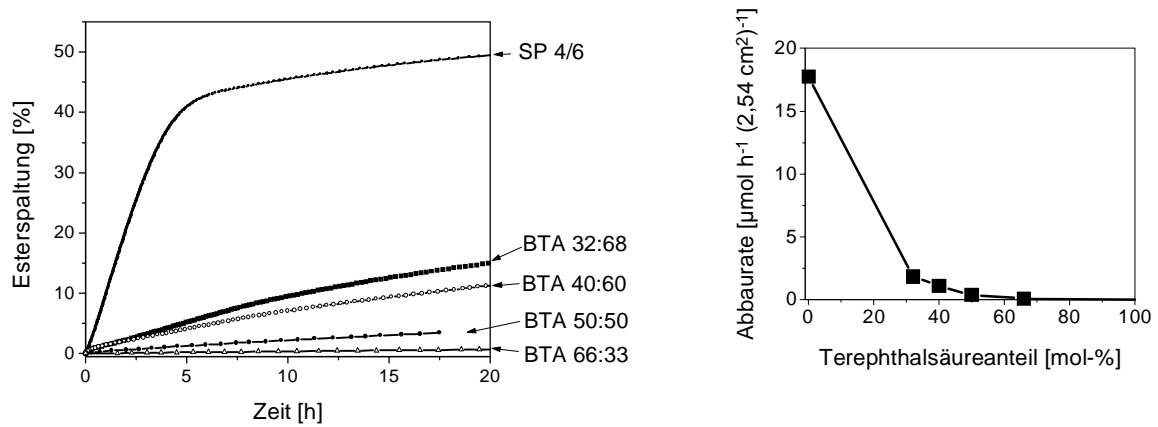 Esterspaltung [%]
50
40
30
20
10
0
0 5 10 15 20
Zeit [h]
SP 4/6
BTA 32:68
BTA 40:60
BTA 50:50
BTA 66:33
Abbaurate [µmol h⁻¹ (2,54 cm²)⁻¹]
20
15
10
5
0
0 20 40 60 80 100
Terephthalsäureanteil [mol-%]